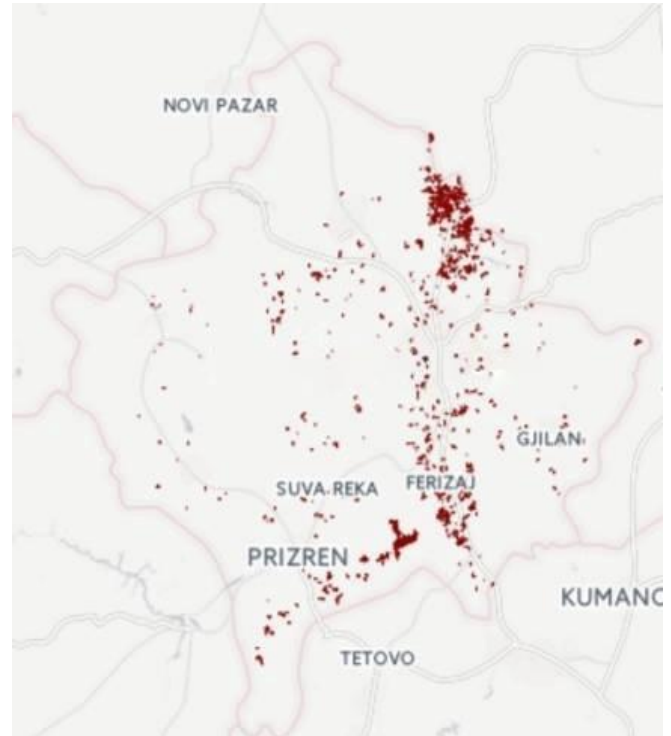 NOVI PAZAR
GJILAN
SUVA REKA
FERIZAJ
PRIZREN
KUMANO
TETOVO